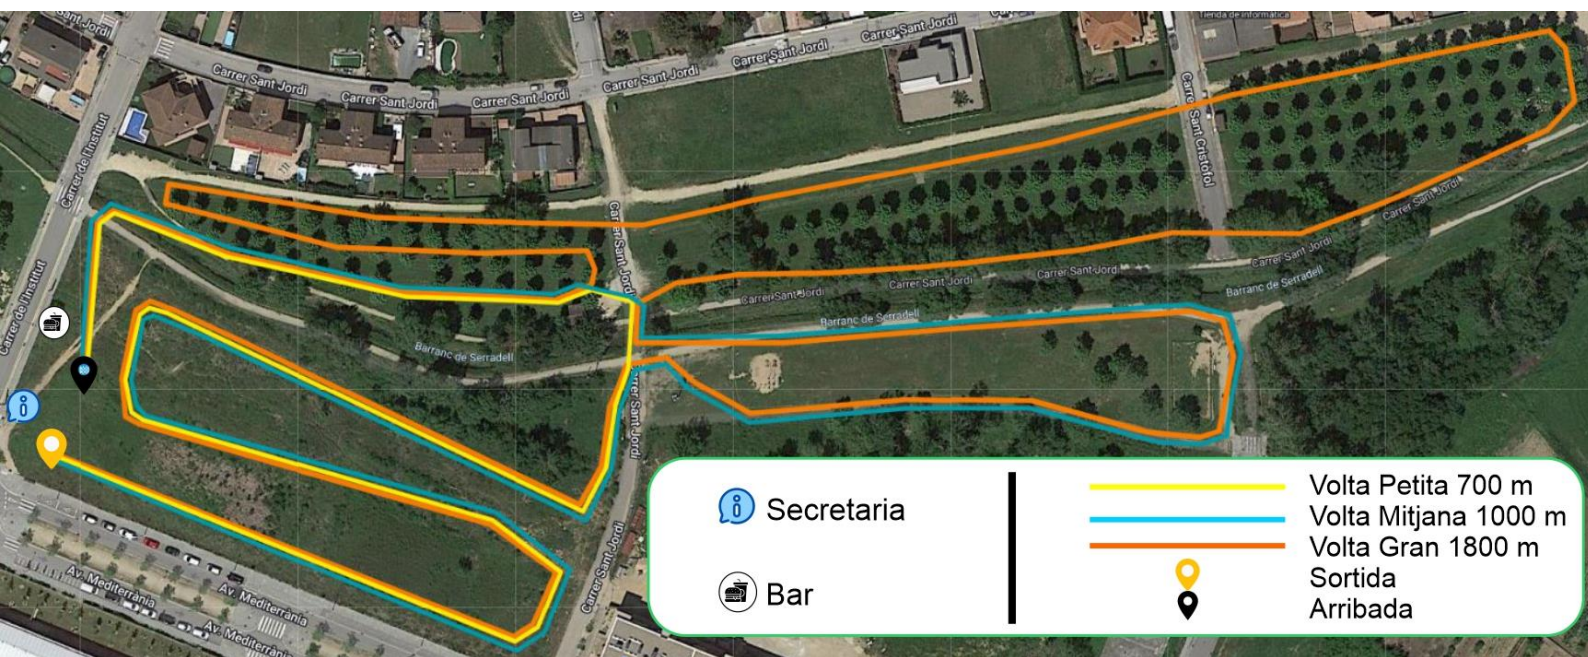 Sant Jordi
Tienda de informática
Carrer Sant Jordi
Carrer Sant Jordi
Carrer Sant Jordi
Carrer Sant Jordi
Carrer Sant Jordi
Carrer Sant Jordi
Carrer Sant Jordi
Carrer de l'Institut
Carrer Sant Cristòfol
Carrer Sant Jordi
Carrer Sant Jordi
Carrer Sant Jordi
Carrer Sant Jordi
Carrer Sant Jordi
Carrer Sant Jordi
Carrer de l'Institut
Barranc de Serradell
Barranc de Serradell
Barranc de Serradell
Carrer Sant Jordi
Carrer Sant Jordi
Av. Mediterrània
Av. Mediterrània
Av. Mediterrània
Secretaria
Bar
Volta Petita 700 m
Volta Mitjana 1000 m
Volta Gran 1800 m
Sortida
Arribada